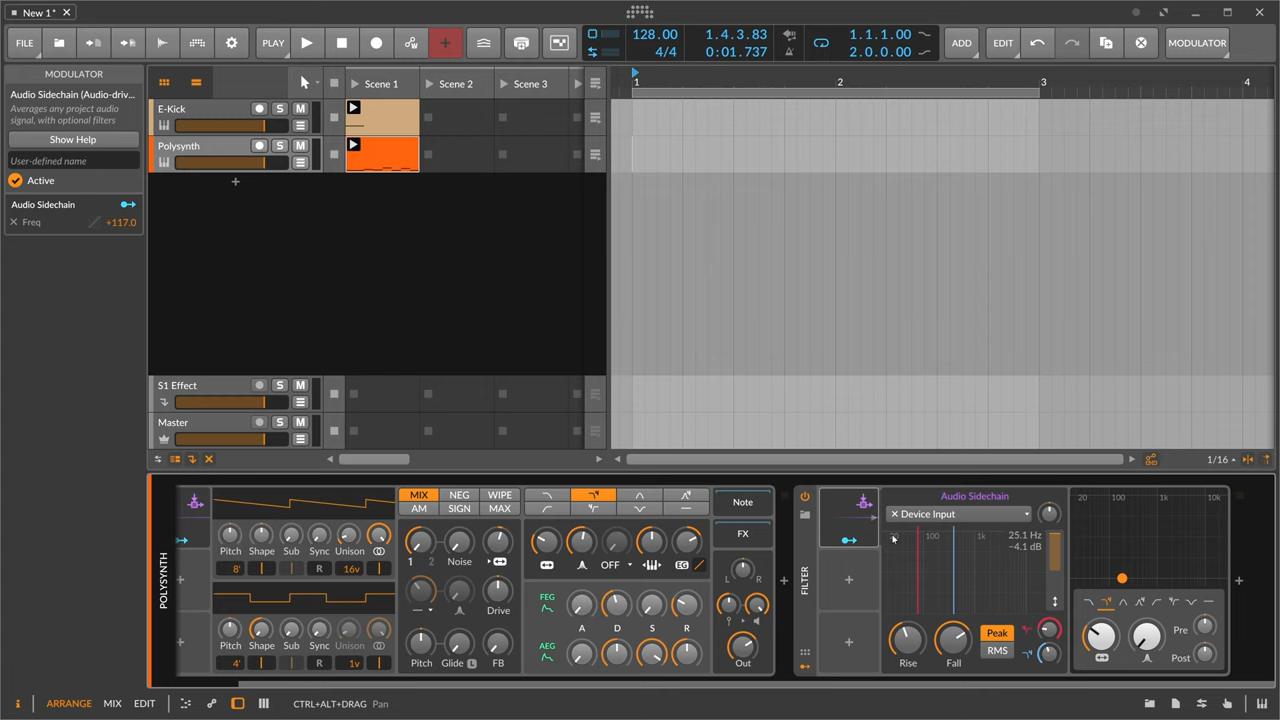 New 1*
FILE
PLAY
128.00
4/4
1.4.3.83
0:01.737
1.1.1.00
2.0.0.00
ADD
EDIT
MODULATOR
MODULATOR
Audio Sidechain (Audio-driv...
Averages any project audio
signal, with optional filters
Show Help
User-defined name
Active
Audio Sidechain
Freq
+117.0
Scene 1
Scene 2
Scene 3
1
2
3
4
E-Kick
S
M
Polysynth
S
M
S1 Effect
S
M
Master
S
M
1/16
POLYSYNTH
Pitch
Shape
Sub
Sync
Unison
8'
R
16v
Pitch
Shape
Sub
Sync
Unison
4'
R
1v
MIX
NEG
WIPE
AM
SIGN
MAX
1
2
Noise
Drive
Pitch
Glide
L
FB
OFF
EG
FEG
AEG
A
D
S
R
Note
FX
L
R
Out
FILTER
Audio Sidechain
Device Input
100
1k
25.1 Hz
–4.1 dB
Rise
Fall
Peak
RMS
20
100
1k
10k
Pre
Post
i
ARRANGE
MIX
EDIT
CTRL+ALT+DRAG
Pan